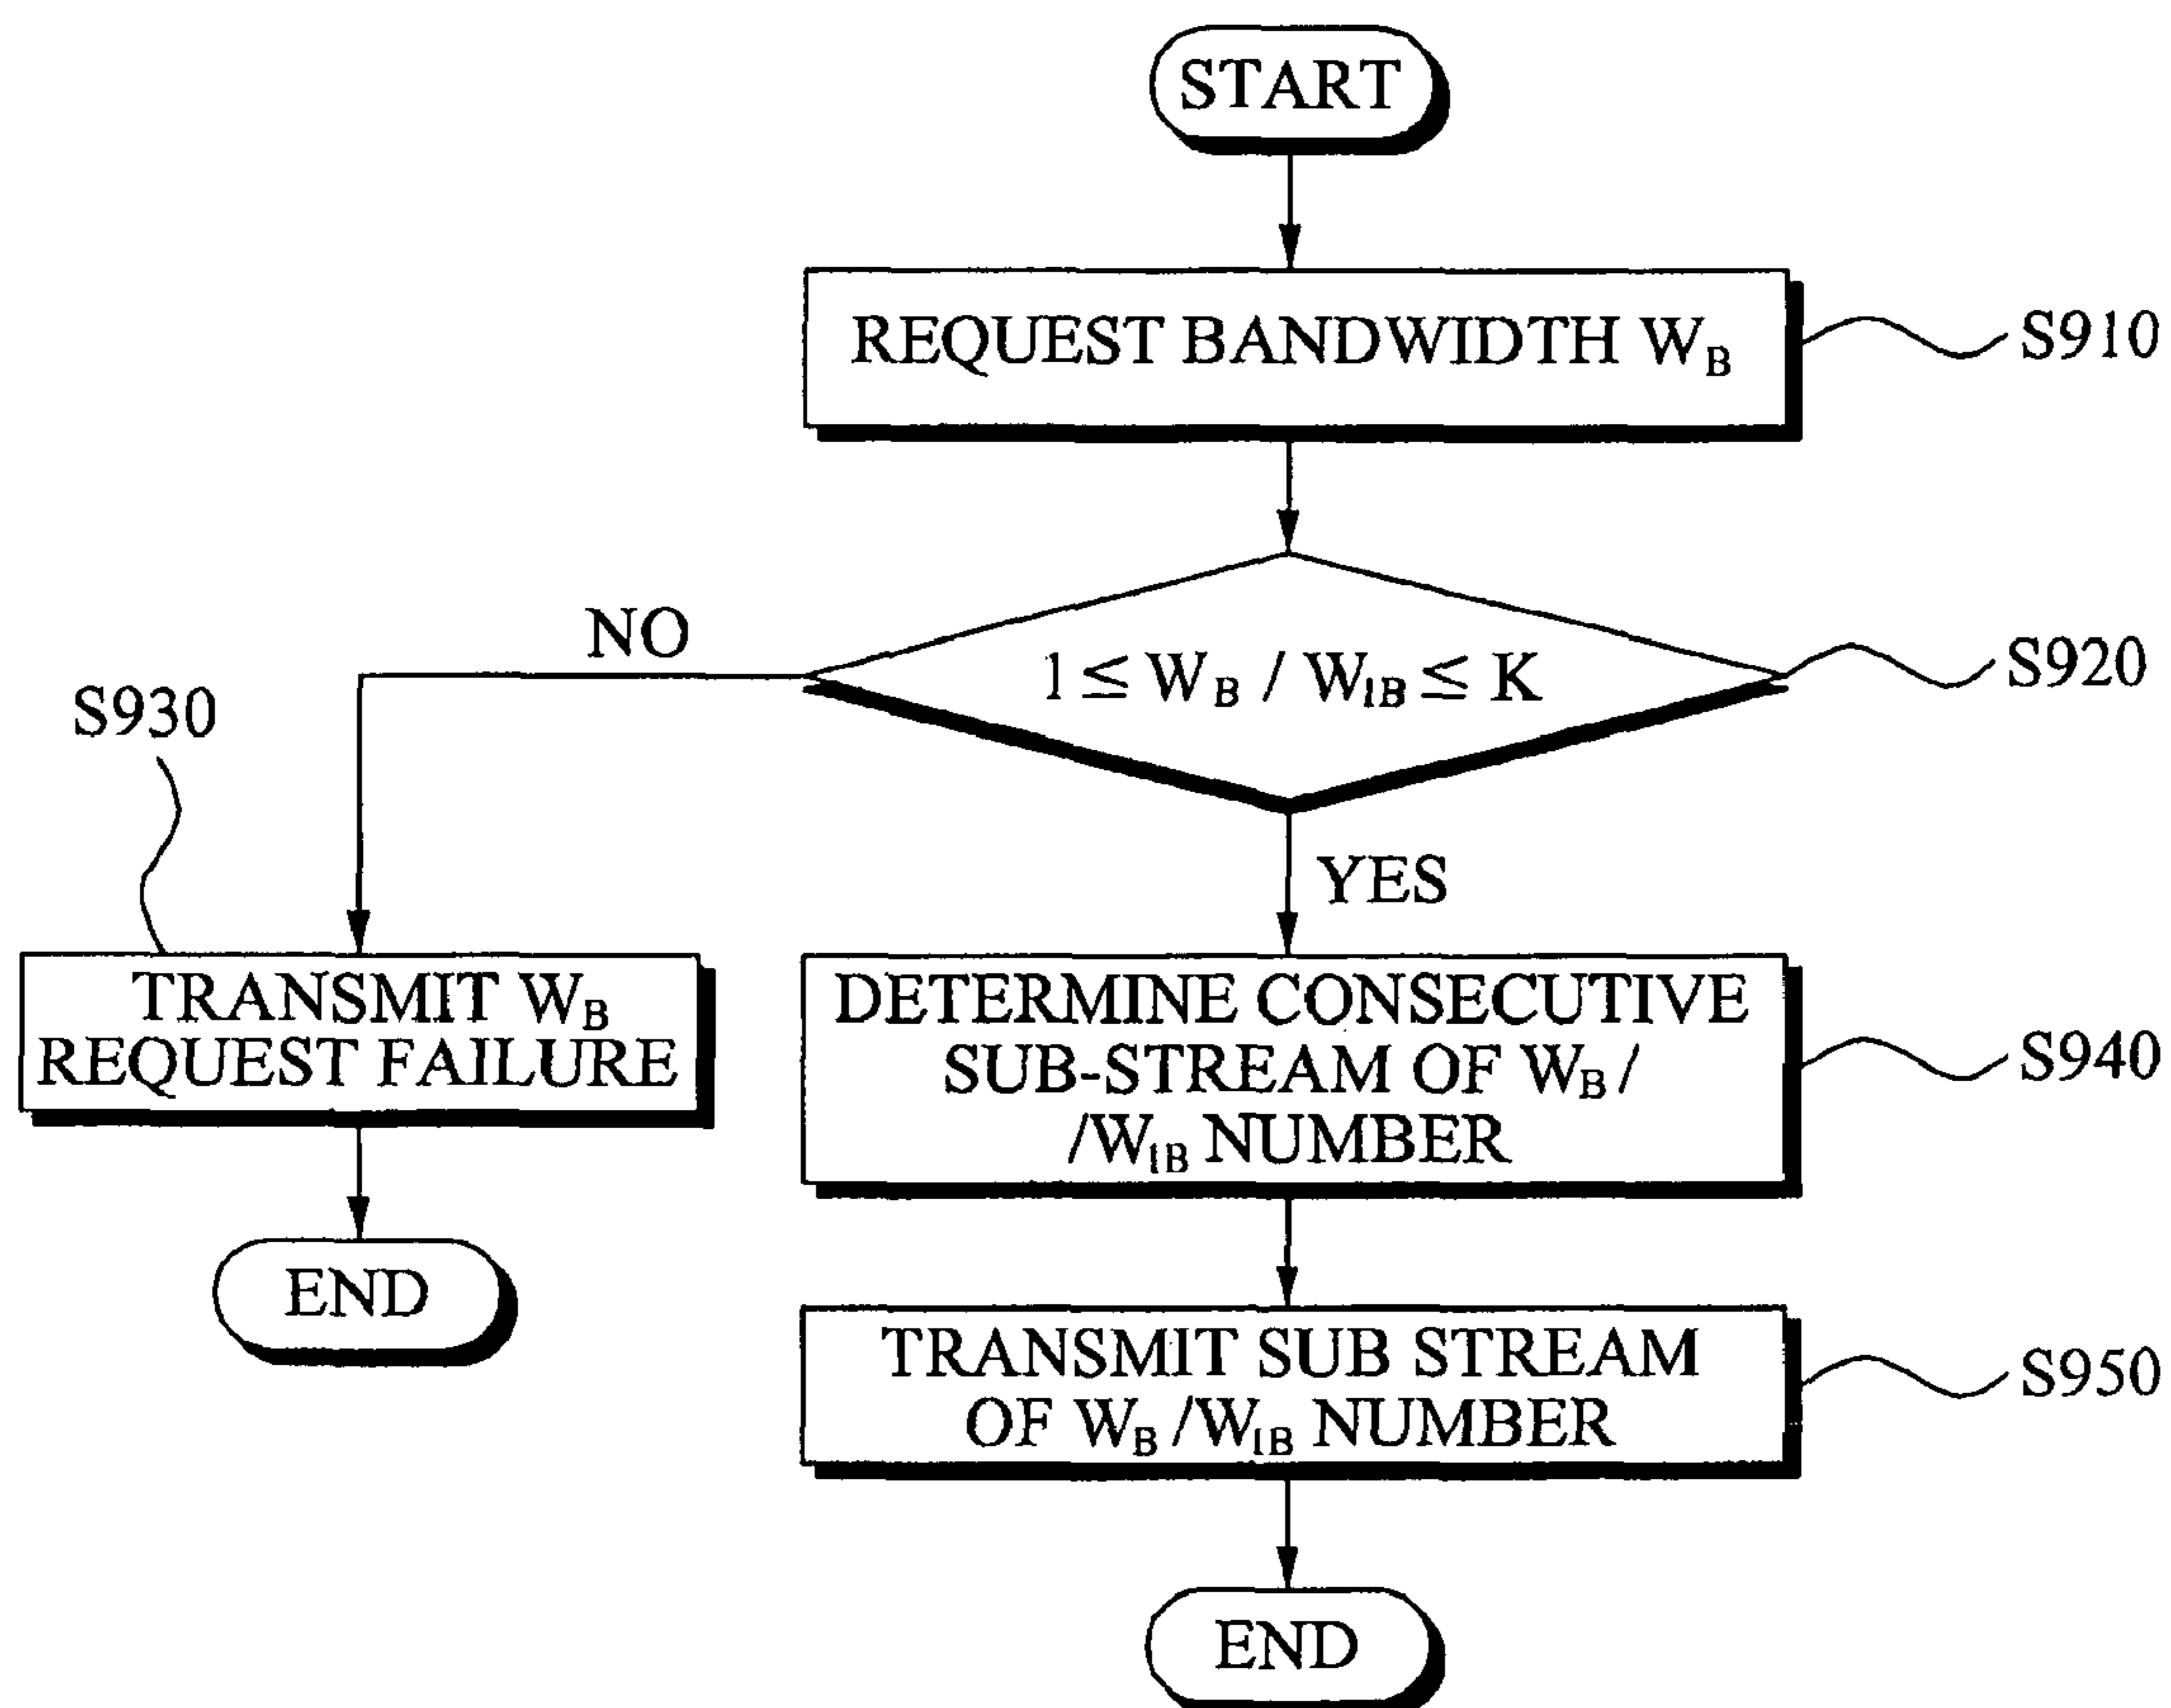 START
REQUEST BANDWIDTH W_B
S910
1 ≤ W_B / W_IB ≤ K
S920
NO
S930
YES
TRANSMIT W_B
REQUEST FAILURE
DETERMINE CONSECUTIVE
SUB-STREAM OF W_B /
/W_IB NUMBER
S940
END
TRANSMIT SUB STREAM
OF W_B /W_IB NUMBER
S950
END